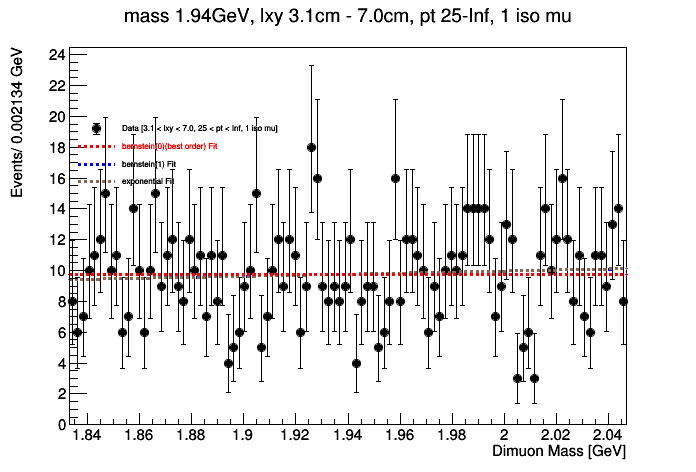 mass 1.94GeV, lxy 3.1cm - 7.0cm, pt 25-Inf, 1 iso mu
Events/ 0.002134 GeV
24
22
20
18
16
14
12
10
8
6
4
2
0
Data [3.1 < lxy < 7.0, 25 < pt < Inf, 1 iso mu]
bernstein[0](best order) Fit
bernstein[1] Fit
exponential Fit
1.84 1.86 1.88 1.9 1.92 1.94 1.96 1.98 2 2.02 2.04
Dimuon Mass [GeV]